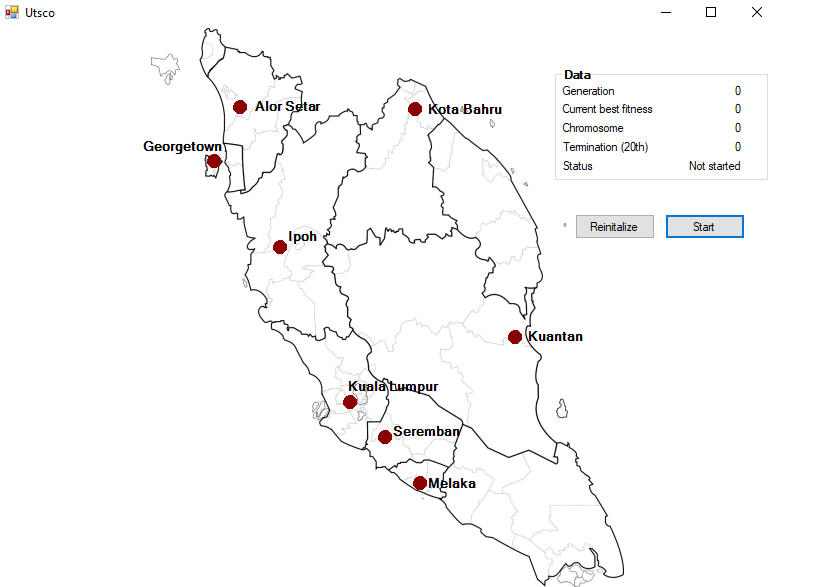 Utsco
Data
Generation 0
Current best fitness 0
Chromosome 0
Termination (20th) 0
Status Not started
Reinitalize Start
Alor Setar
Kota Bahru
Georgetown
Ipoh
Kuantan
Kuala Lumpur
Seremban
Melaka